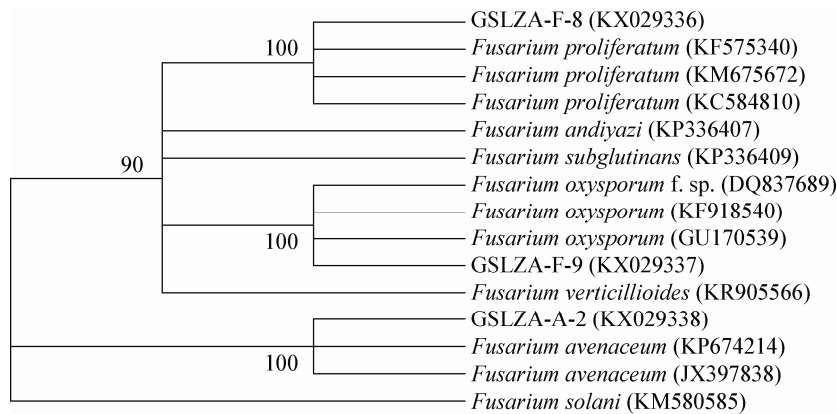 GSLZA-F-8 (KX029336)
100
Fusarium proliferatum (KF575340)
Fusarium proliferatum (KM675672)
Fusarium proliferatum (KC584810)
Fusarium andiyazi (KP336407)
90
Fusarium subglutinans (KP336409)
Fusarium oxysporum f. sp. (DQ837689)
Fusarium oxysporum (KF918540)
100
Fusarium oxysporum (GU170539)
GSLZA-F-9 (KX029337)
Fusarium verticillioides (KR905566)
GSLZA-A-2 (KX029338)
Fusarium avenaceum (KP674214)
100
Fusarium avenaceum (JX397838)
Fusarium solani (KM580585)